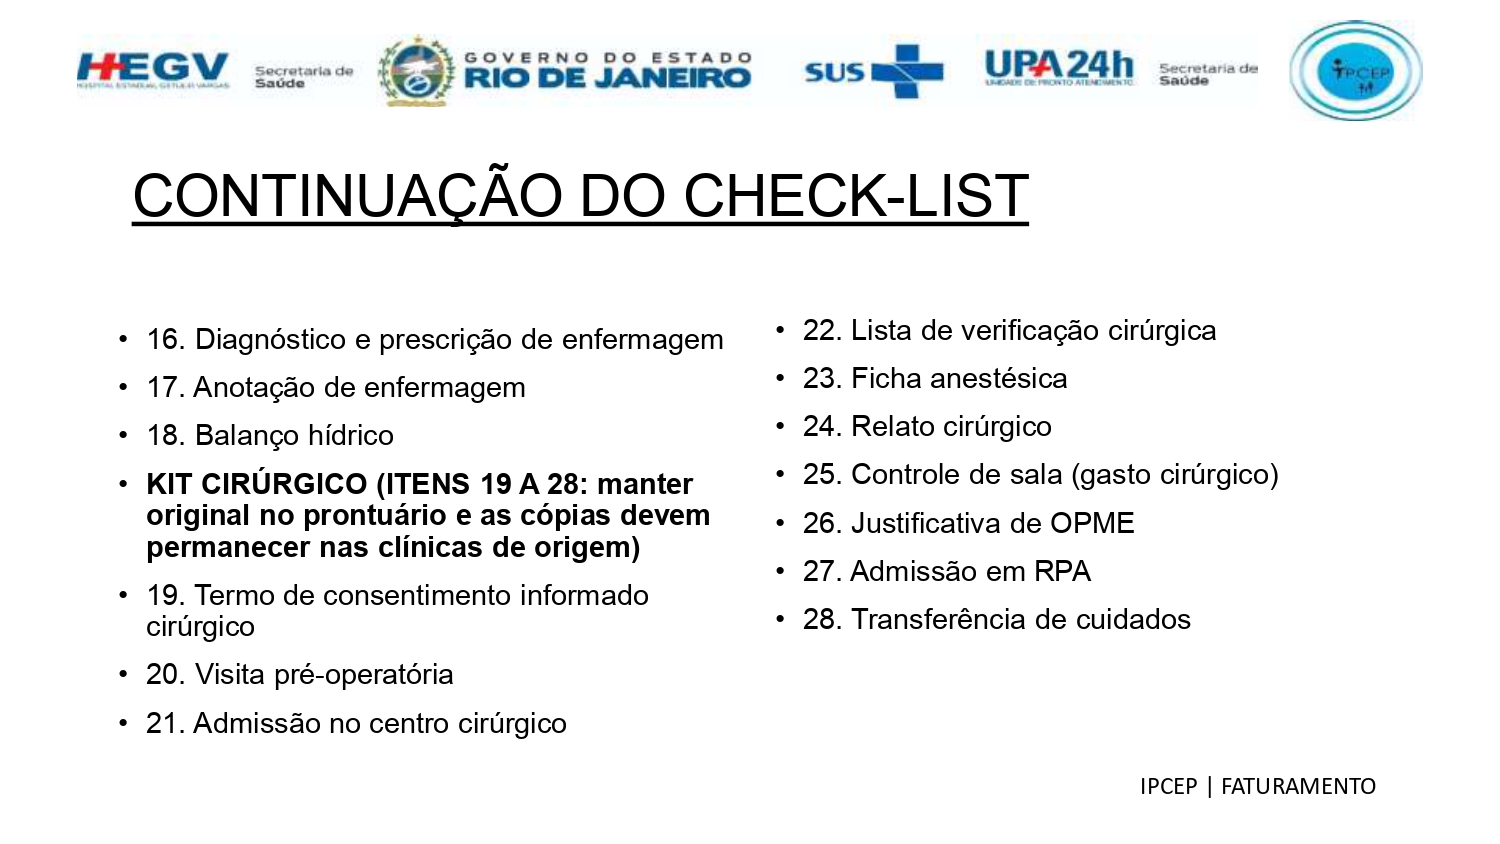 HEGV
HOSPITAL ESTADUAL GETÚLIO VARGAS
Secretaria de
Saúde
GOVERNO DO ESTADO
RIO DE JANEIRO
SUS
UPA24h
UNIDADE DE PRONTO ATENDIMENTO
Secretaria de
Saúde
IPCEP
CONTINUAÇÃO DO CHECK-LIST
• 16. Diagnóstico e prescrição de enfermagem
• 17. Anotação de enfermagem
• 18. Balanço hídrico
• KIT CIRÚRGICO (ITENS 19 A 28: manter
original no prontuário e as cópias devem
permanecer nas clínicas de origem)
• 19. Termo de consentimento informado
cirúrgico
• 20. Visita pré-operatória
• 21. Admissão no centro cirúrgico
• 22. Lista de verificação cirúrgica
• 23. Ficha anestésica
• 24. Relato cirúrgico
• 25. Controle de sala (gasto cirúrgico)
• 26. Justificativa de OPME
• 27. Admissão em RPA
• 28. Transferência de cuidados
IPCEP | FATURAMENTO